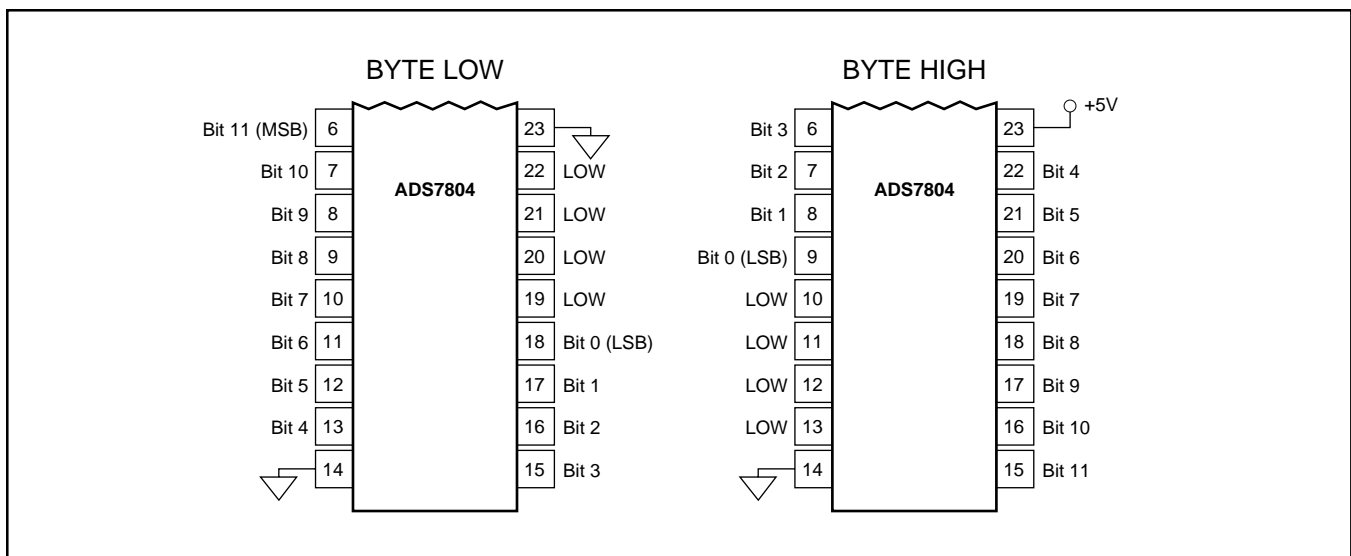 BYTE LOW
Bit 11 (MSB) 6 23
Bit 10 7 ADS7804 22 LOW
Bit 9 8 21 LOW
Bit 8 9 20 LOW
Bit 7 10 19 LOW
Bit 6 11 18 Bit 0 (LSB)
Bit 5 12 17 Bit 1
Bit 4 13 16 Bit 2
14 15 Bit 3
BYTE HIGH
Bit 3 6 23 +5V
Bit 2 7 ADS7804 22 Bit 4
Bit 1 8 21 Bit 5
Bit 0 (LSB) 9 20 Bit 6
LOW 10 19 Bit 7
LOW 11 18 Bit 8
LOW 12 17 Bit 9
LOW 13 16 Bit 10
14 15 Bit 11